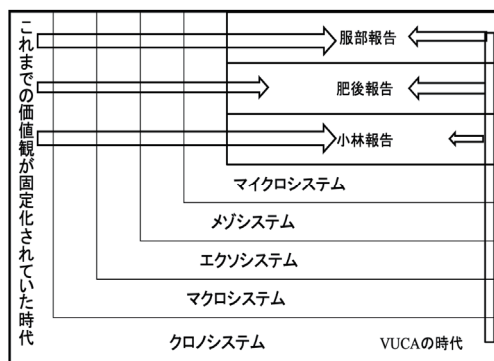 これまでの価値観が固定化されていた時代
服部報告
肥後報告
小林報告
マイクロシステム
メゾシステム
エクソシステム
マクロシステム
クロノシステム
VUCAの時代